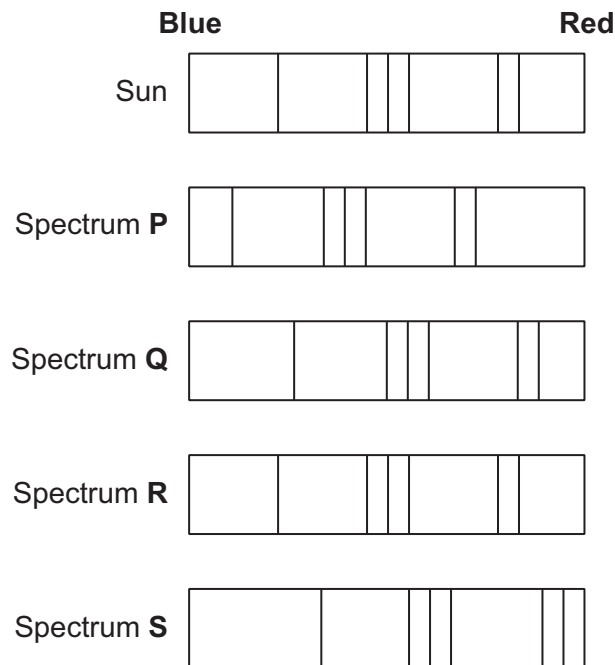 Blue Red
Sun
Spectrum P
Spectrum Q
Spectrum R
Spectrum S